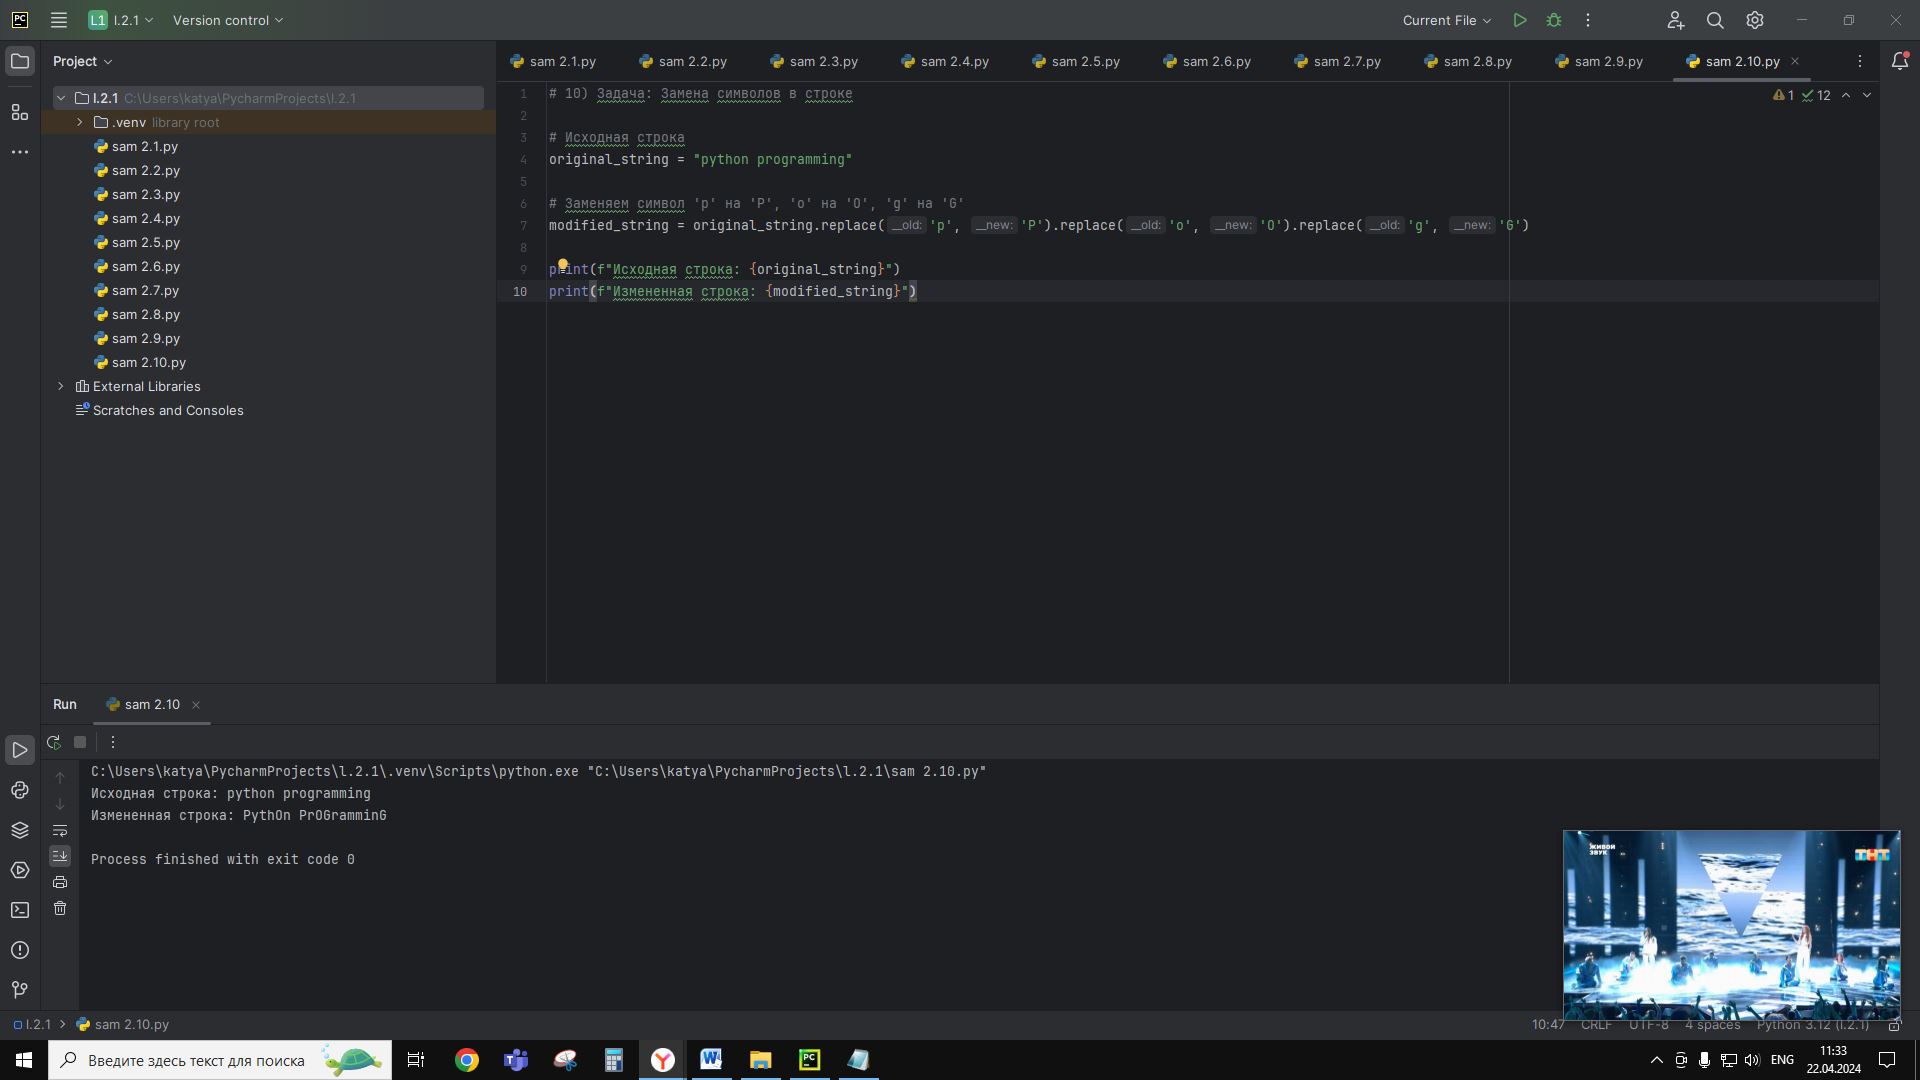 PC
L1 l.2.1
Version control
Current File
Project
sam 2.1.py
sam 2.2.py
sam 2.3.py
sam 2.4.py
sam 2.5.py
sam 2.6.py
sam 2.7.py
sam 2.8.py
sam 2.9.py
sam 2.10.py
l.2.1 C:\Users\katya\PycharmProjects\l.2.1
.venv library root
sam 2.1.py
sam 2.2.py
sam 2.3.py
sam 2.4.py
sam 2.5.py
sam 2.6.py
sam 2.7.py
sam 2.8.py
sam 2.9.py
sam 2.10.py
External Libraries
Scratches and Consoles
1 # 10) Задача: Замена символов в строке
1 12
2
3 # Исходная строка
4 original_string = "python programming"
5
6 # Заменяем символ 'p' на 'P', 'o' на 'O', 'g' на 'G'
7 modified_string = original_string.replace( __old: 'p', __new: 'P').replace( __old: 'o', __new: 'O').replace( __old: 'g', __new: 'G')
8
9 print(f"Исходная строка: {original_string}")
10 print(f"Измененная строка: {modified_string}")
Run
sam 2.10
C:\Users\katya\PycharmProjects\l.2.1\.venv\Scripts\python.exe "C:\Users\katya\PycharmProjects\l.2.1\sam 2.10.py"
Исходная строка: python programming
Измененная строка: PythOn PrOGramminG
Process finished with exit code 0
ЖИВОЙ
ЗВУК
ТНТ
l.2.1
sam 2.10.py
10:47 CRLF UTF-8 4 spaces Python 3.12 (l.2.1)
Введите здесь текст для поиска
ENG
11:33
22.04.2024